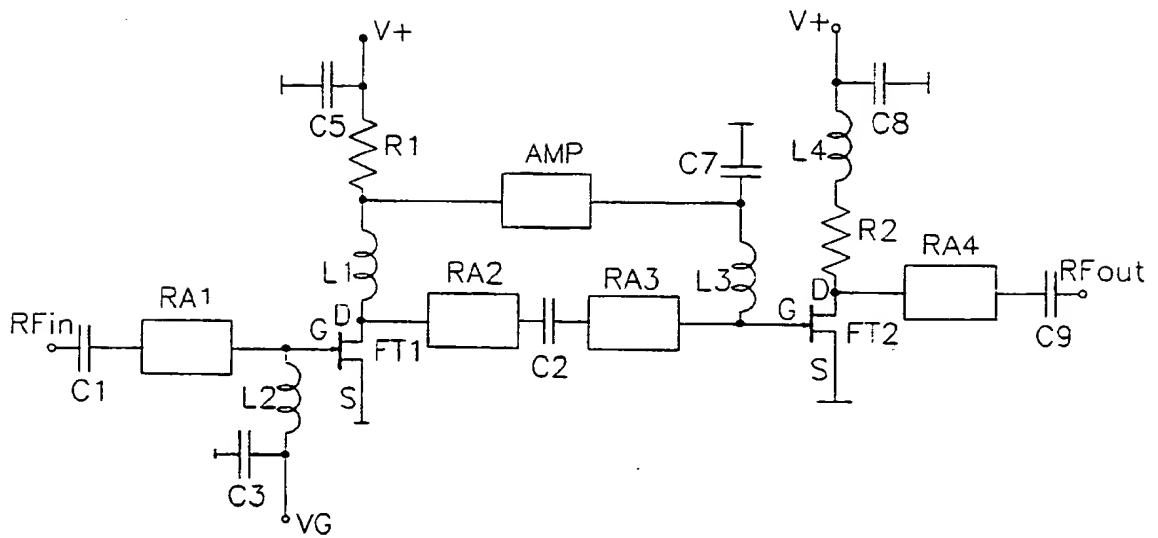 V+
V+
C5
R1
C8
L4
AMP
C7
R2
RA4
L1
RA2
RA3
L3
D
RFout
RA1
D
G
C9
RFin
G
FT1
C2
FT2
C1
L2
S
S
C3
VG